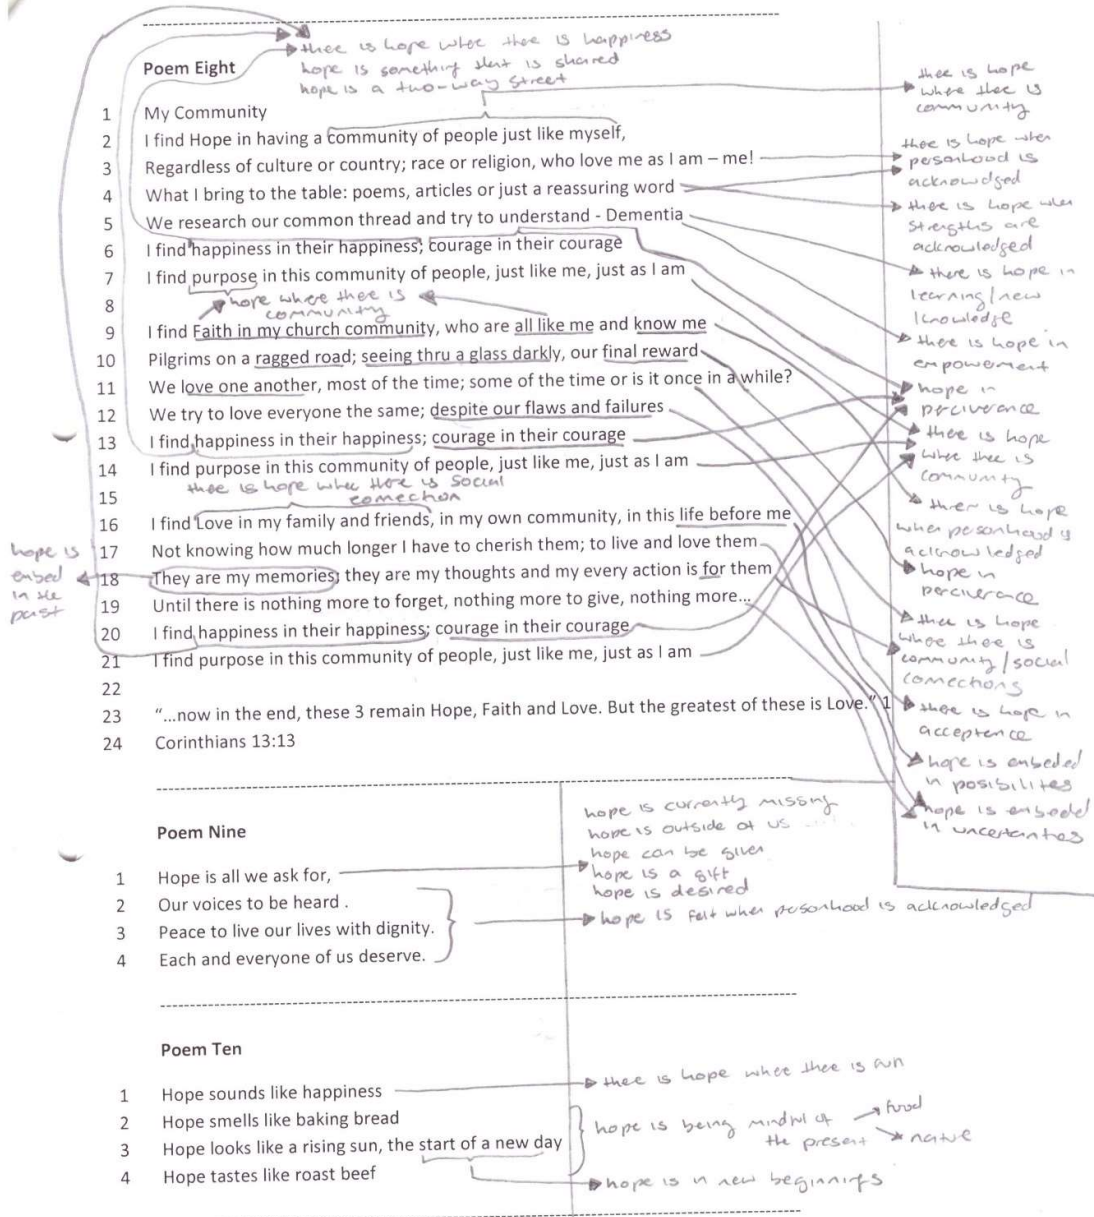 thee is hope whee thee is happiness
hope is something that is shared
hope is a two-way street
Poem Eight
1 My Community
2 I find Hope in having a community of people just like myself,
3 Regardless of culture or country; race or religion, who love me as I am – me!
4 What I bring to the table: poems, articles or just a reassuring word
5 We research our common thread and try to understand - Dementia
6 I find happiness in their happiness; courage in their courage
7 I find purpose in this community of people, just like me, just as I am
8 hope where thee is
community
9 I find Faith in my church community, who are all like me and know me
10 Pilgrims on a ragged road; seeing thru a glass darkly, our final reward
11 We love one another, most of the time; some of the time or is it once in a while?
12 We try to love everyone the same; despite our flaws and failures
13 I find happiness in their happiness; courage in their courage
14 I find purpose in this community of people, just like me, just as I am
thee is hope whee thee is social
15 connection
16 I find Love in my family and friends, in my own community, in this life before me
17 Not knowing how much longer I have to cherish them; to live and love them
18 They are my memories; they are my thoughts and my every action is for them
19 Until there is nothing more to forget, nothing more to give, nothing more...
20 I find happiness in their happiness; courage in their courage
21 I find purpose in this community of people, just like me, just as I am
22
23 “...now in the end, these 3 remain Hope, Faith and Love. But the greatest of these is Love.” 1
24 Corinthians 13:13
hope is
embed
in the
past
thee is hope
where thee is
community
thee is hope when
personhood is
acknowledged
thee is hope when
strengths are
acknowledged
thee is hope in
learning/new
knowledge
thee is hope in
empowerment
hope in
perciverance
thee is hope
whee thee is
community
there is hope
when personhood is
acknowledged
hope in
perciverance
thee is hope
whee thee is
community/social
connections
thee is hope in
acceptence
hope is embeded
in posibilites
hope is embeded
in uncertainties
Poem Nine
1 Hope is all we ask for,
2 Our voices to be heard .
3 Peace to live our lives with dignity.
4 Each and everyone of us deserve.
hope is currently missing
hope is outside of us .....
hope can be given
hope is a gift
hope is desired
hope is felt when personhood is acknowledged
Poem Ten
1 Hope sounds like happiness
2 Hope smells like baking bread
3 Hope looks like a rising sun, the start of a new day
4 Hope tastes like roast beef
thee is hope whee thee is
hope is being mindful of food
the present nature
hope is in new beginnings